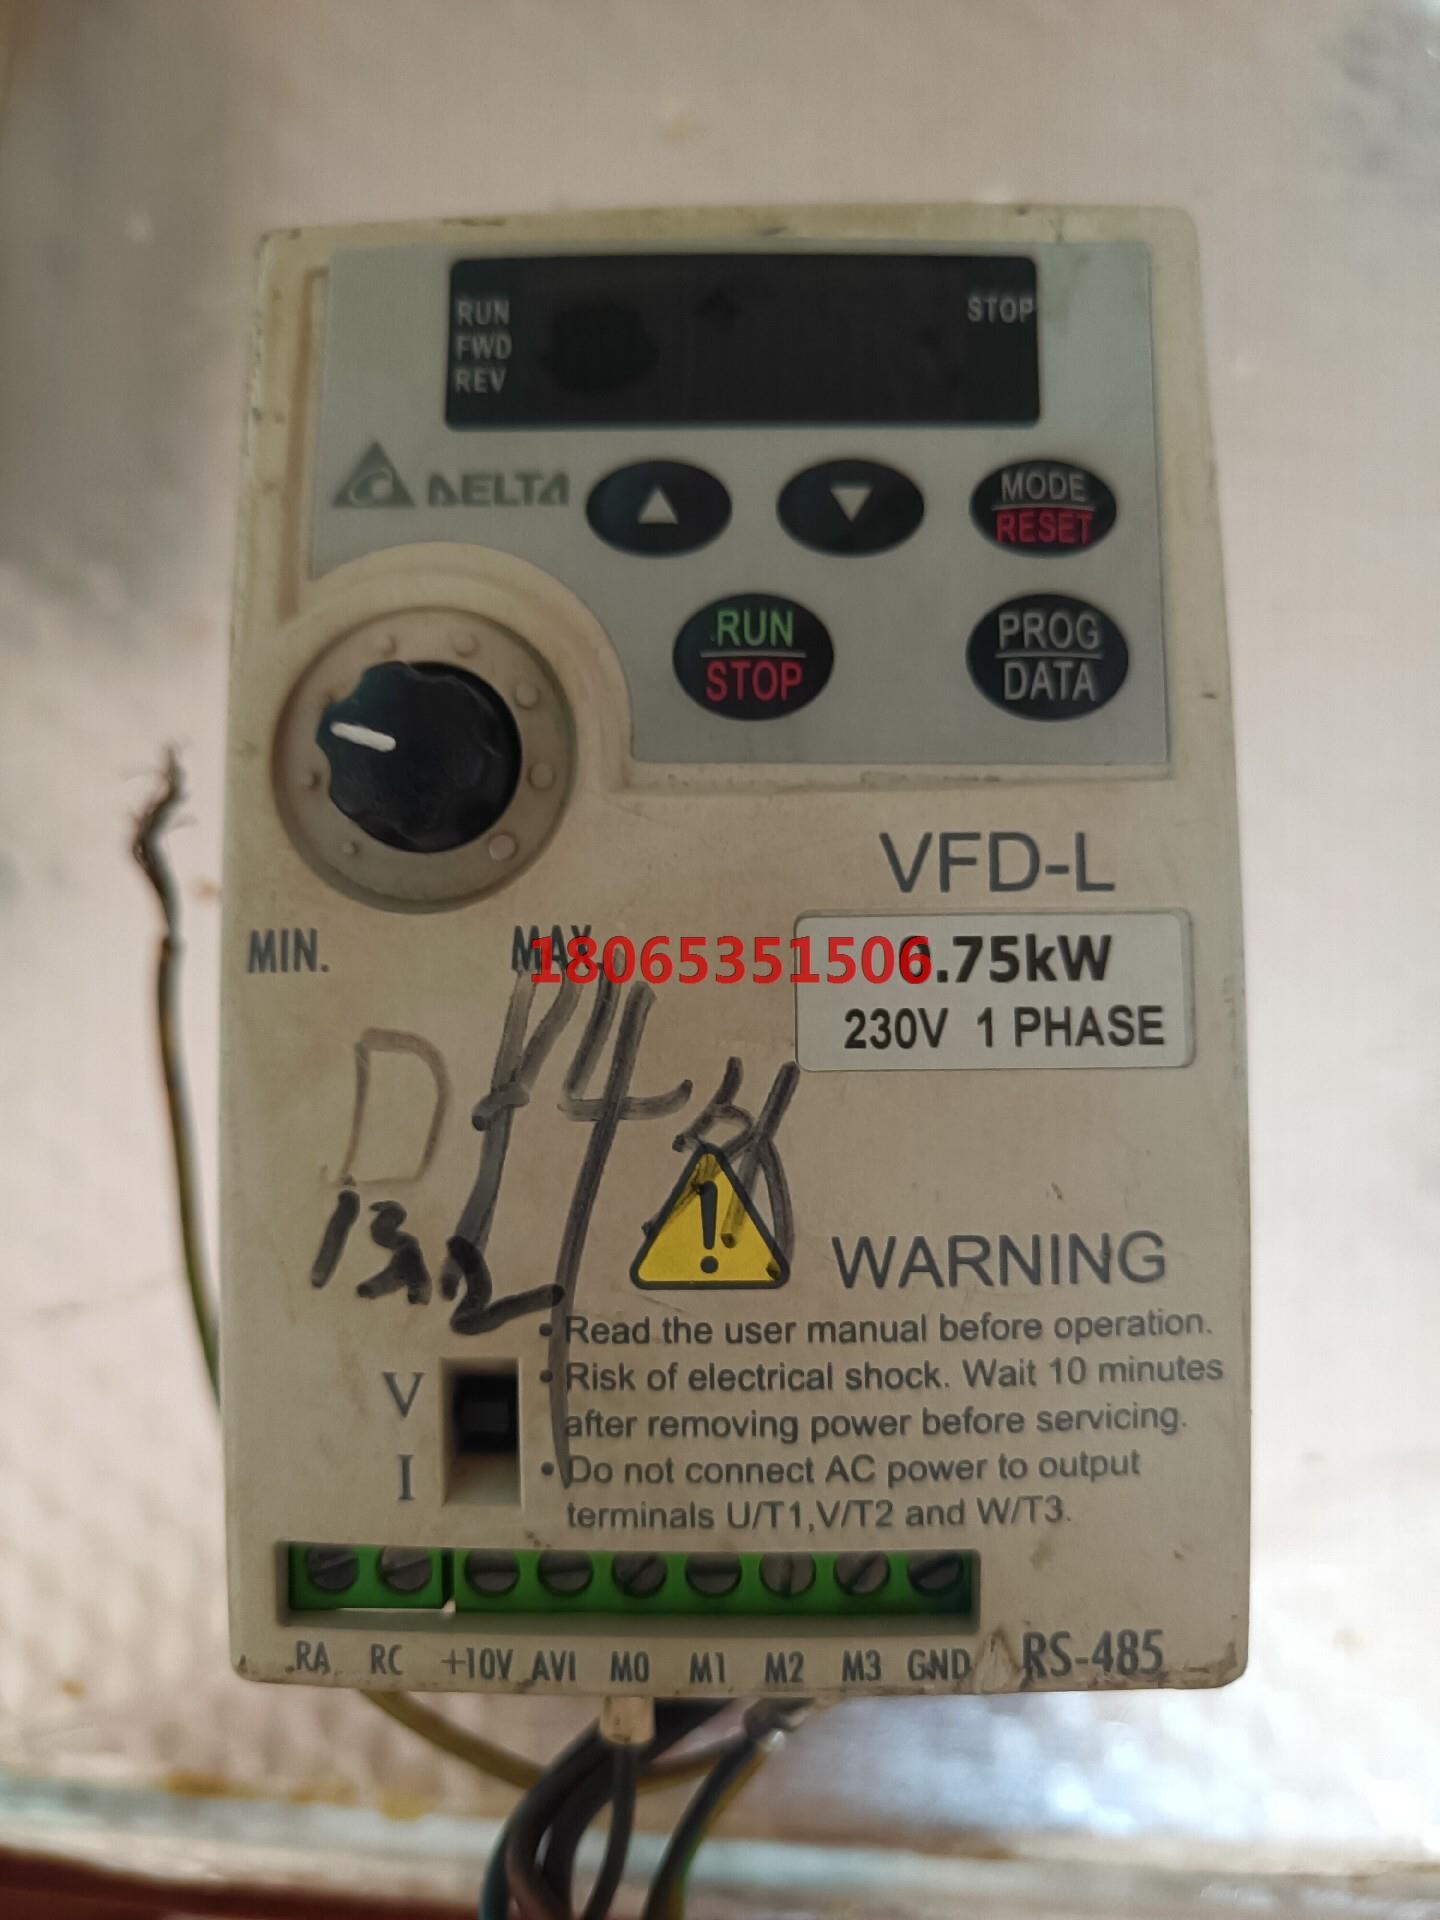 RUN
FWD
REV
STOP
DELTA
MODE
RESET
RUN
STOP
PROG
DATA
VFD-L
MIN.
MAX.
18065351506
0.75kW
230V 1 PHASE
D
132
WARNING
• Read the user manual before operation.
• Risk of electrical shock. Wait 10 minutes
after removing power before servicing.
• Do not connect AC power to output
terminals U/T1,V/T2 and W/T3.
V
I
RA RC +10V AVI M0 M1 M2 M3 GND RS-485